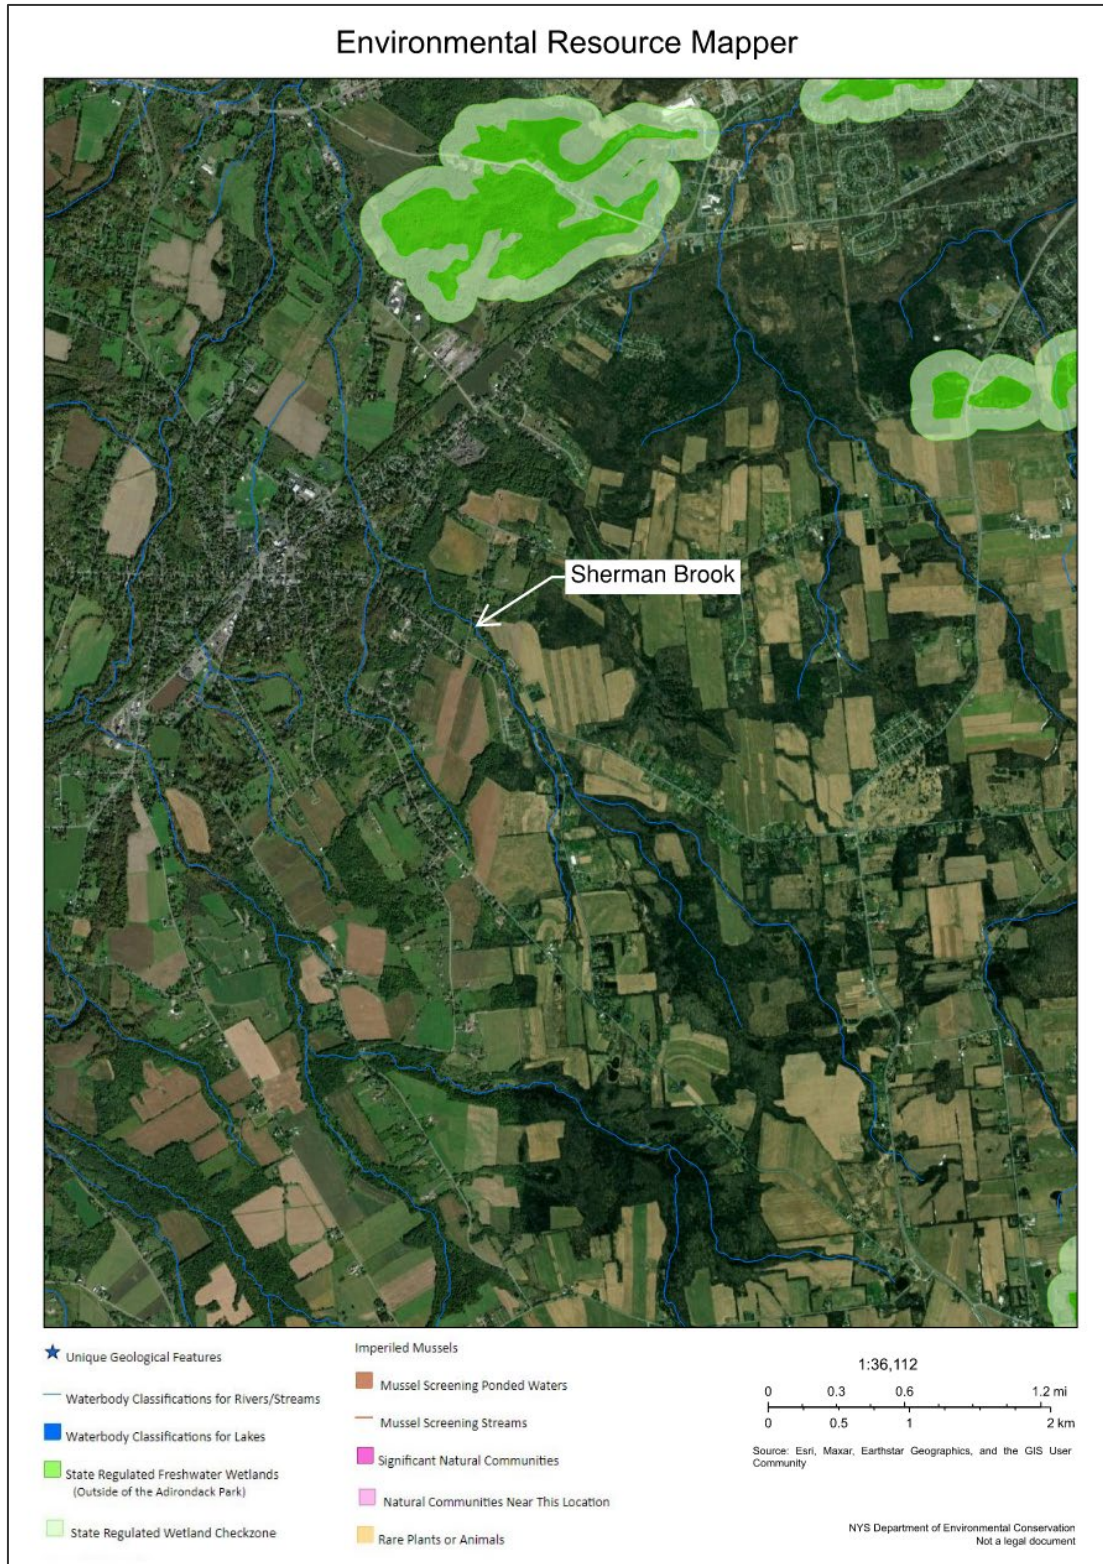 Environmental Resource Mapper
Sherman Brook
Unique Geological Features
Waterbody Classifications for Rivers/Streams
Waterbody Classifications for Lakes
State Regulated Freshwater Wetlands
(Outside of the Adirondack Park)
State Regulated Wetland Checkzone
Imperiled Mussels
Mussel Screening Ponded Waters
Mussel Screening Streams
Significant Natural Communities
Natural Communities Near This Location
Rare Plants or Animals
1:36,112
0 0.3 0.6 1.2 mi
0 0.5 1 2 km
Source: Esri, Maxar, Earthstar Geographics, and the GIS User
Community
NYS Department of Environmental Conservation
Not a legal document